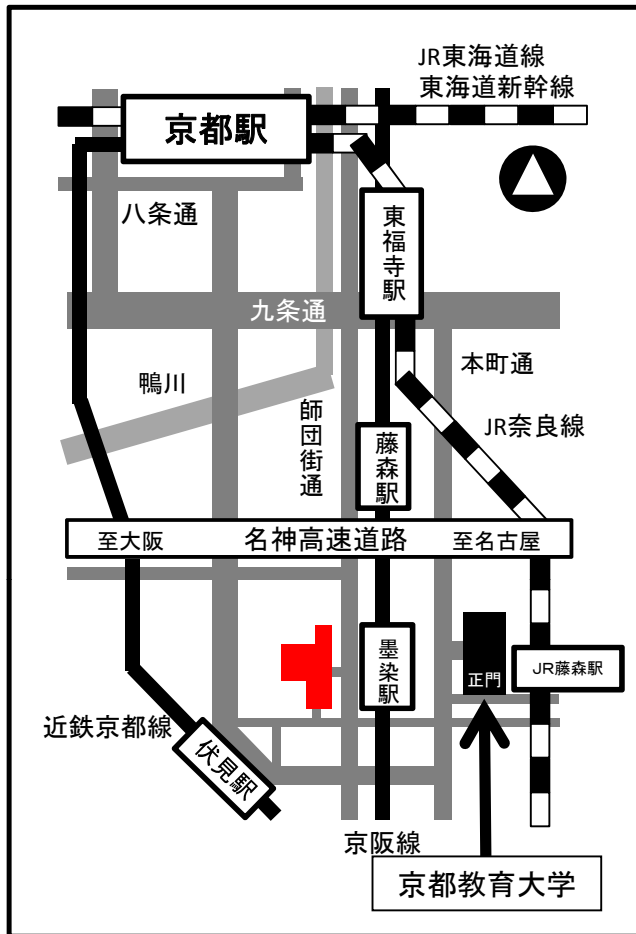 JR東海道線
東海道新幹線
京都駅
八条通
東福寺駅
九条通
本町通
鴨川
師団街通
藤森駅
JR奈良線
至大阪
名神高速道路
至名古屋
墨染駅
正門
JR藤森駅
近鉄京都線
伏見駅
京阪線
京都教育大学